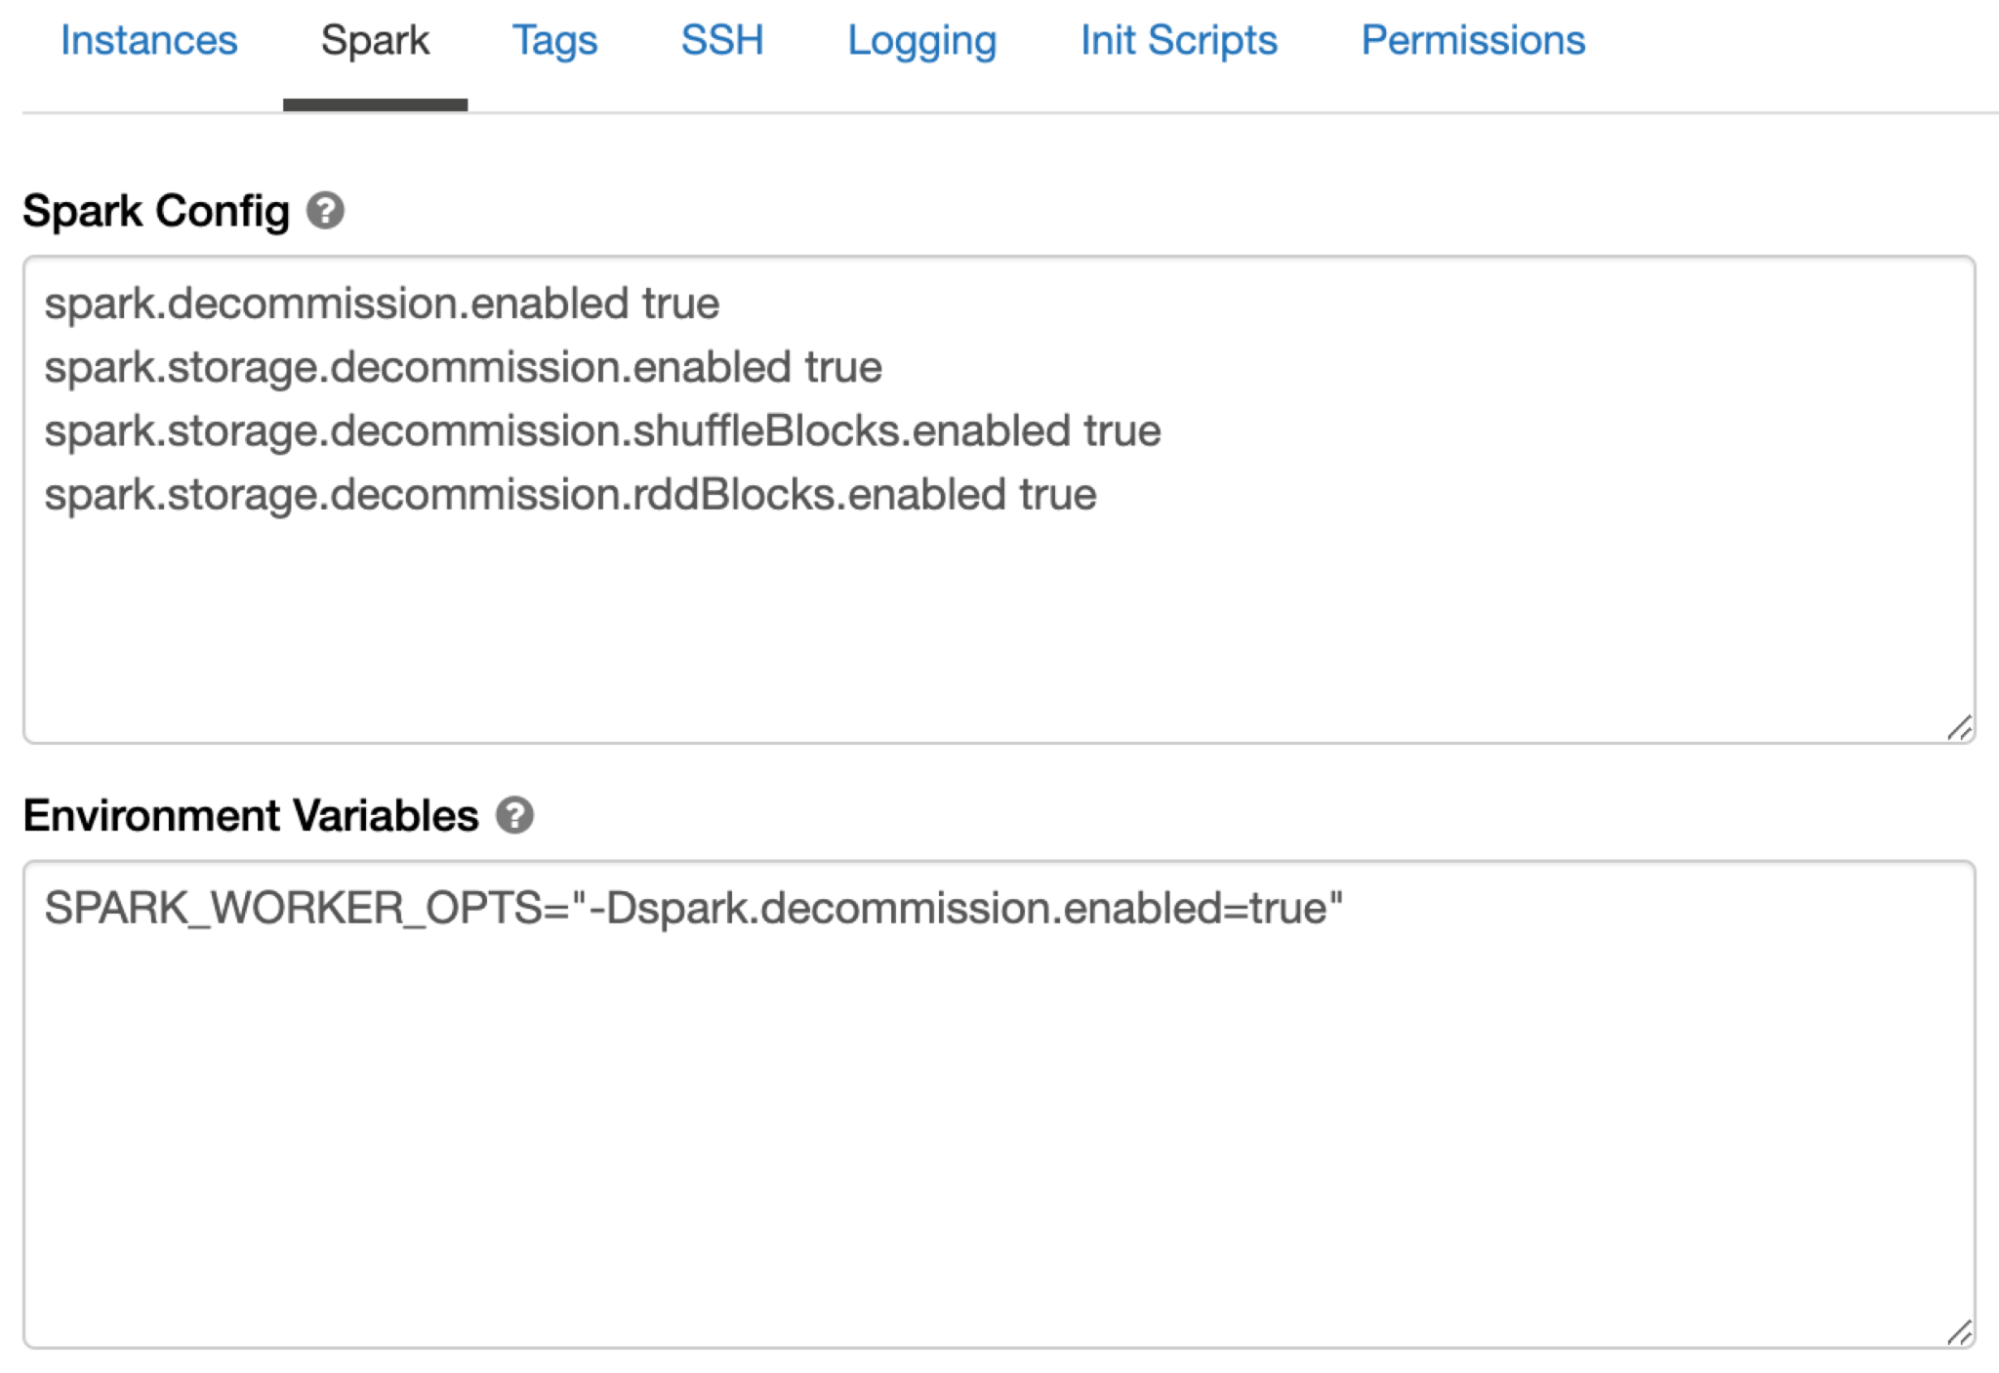 Instances Spark Tags SSH Logging Init Scripts Permissions
Spark Config ?
spark.decommission.enabled true
spark.storage.decommission.enabled true
spark.storage.decommission.shuffleBlocks.enabled true
spark.storage.decommission.rddBlocks.enabled true
Environment Variables ?
SPARK_WORKER_OPTS="-Dspark.decommission.enabled=true"